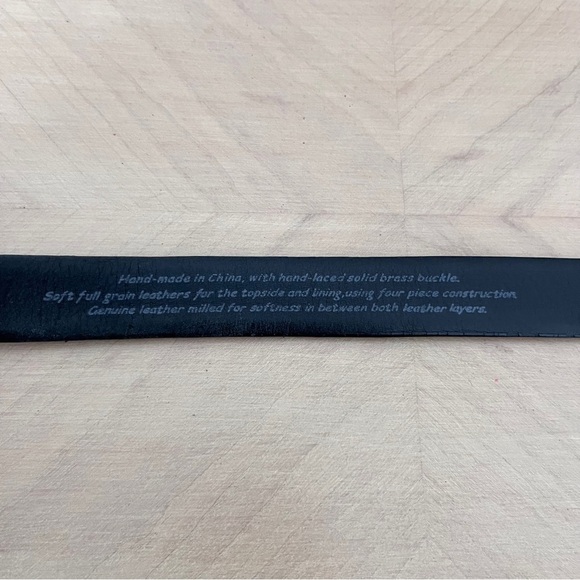 Hand-made in China, with hand-laced solid brass buckle.
Soft full grain leathers for the topside and lining,using four piece construction.
Genuine leather milled for softness in between both leather layers.